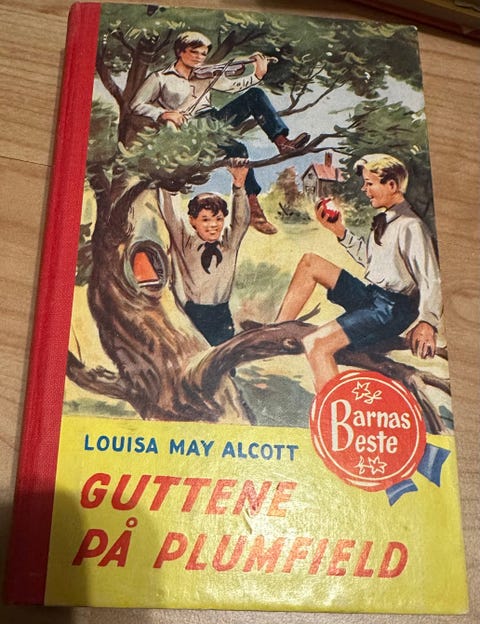 Barnas
Beste
LOUISA MAY ALCOTT
GUTTENE
PÅ PLUMFIELD